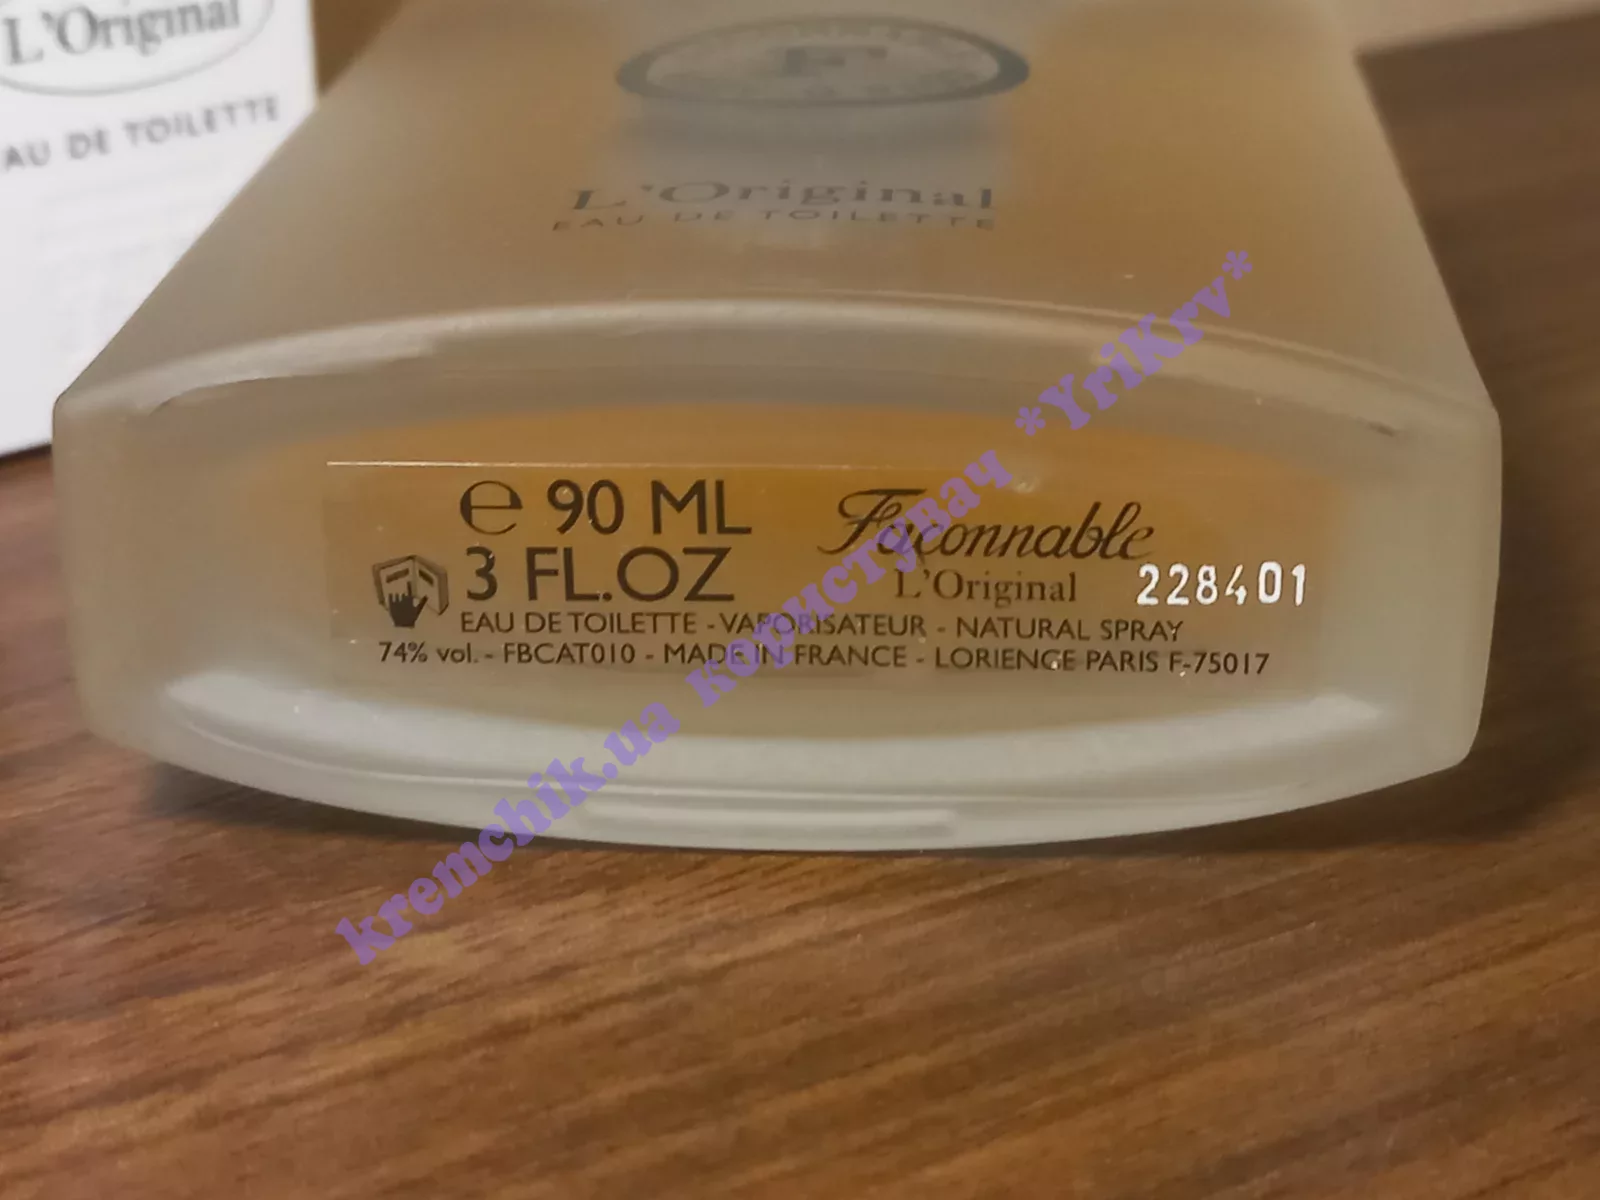 L'Original
EAU DE TOILETTE
F
L'Original
EAU DE TOILETTE
℮ 90 ML
3 FL.OZ
Façonnable
L'Original
228401
EAU DE TOILETTE - VAPORISATEUR - NATURAL SPRAY
74% vol. - FBCAT010 - MADE IN FRANCE - LORIENGE PARIS F-75017
kremchik.ua користувач *YriKrv*